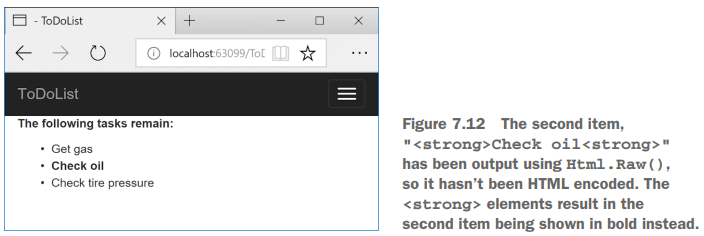 - ToDoList
localhost:63099/ToD
ToDoList
The following tasks remain:
• Get gas
• Check oil
• Check tire pressure
Figure 7.12 The second item,
"<strong>Check oil<strong>"
has been output using Html.Raw(),
so it hasn't been HTML encoded. The
<strong> elements result in the
second item being shown in bold instead.